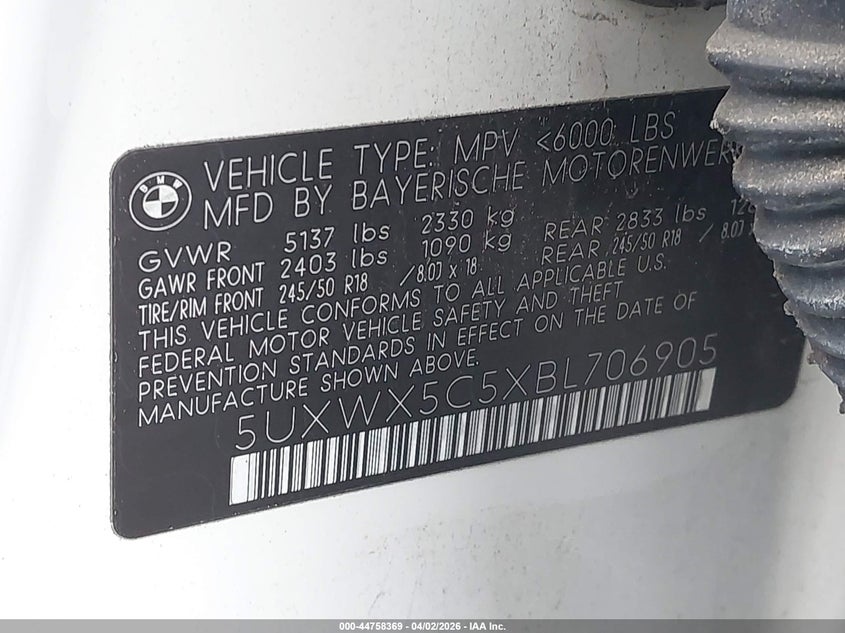 BMW
VEHICLE TYPE: MPV <6000 LBS
MFD BY BAYERISCHE
GVWR 5137 lbs 2330 kg
GAWR FRONT 2403 lbs 1090 kg REAR 2833 lbs
TIRE/RIM FRONT 245/50 R18 / 8.0J x 18 REAR 245/50 R18 / 8.0J
THIS VEHICLE CONFORMS TO ALL APPLICABLE U.S.
FEDERAL MOTOR VEHICLE SAFETY AND THEFT
PREVENTION STANDARDS IN EFFECT ON THE DATE OF
MANUFACTURE SHOWN ABOVE.
5UXWX5C5XBL706905
000-44758369 - 04/02/2026 - IAA Inc.